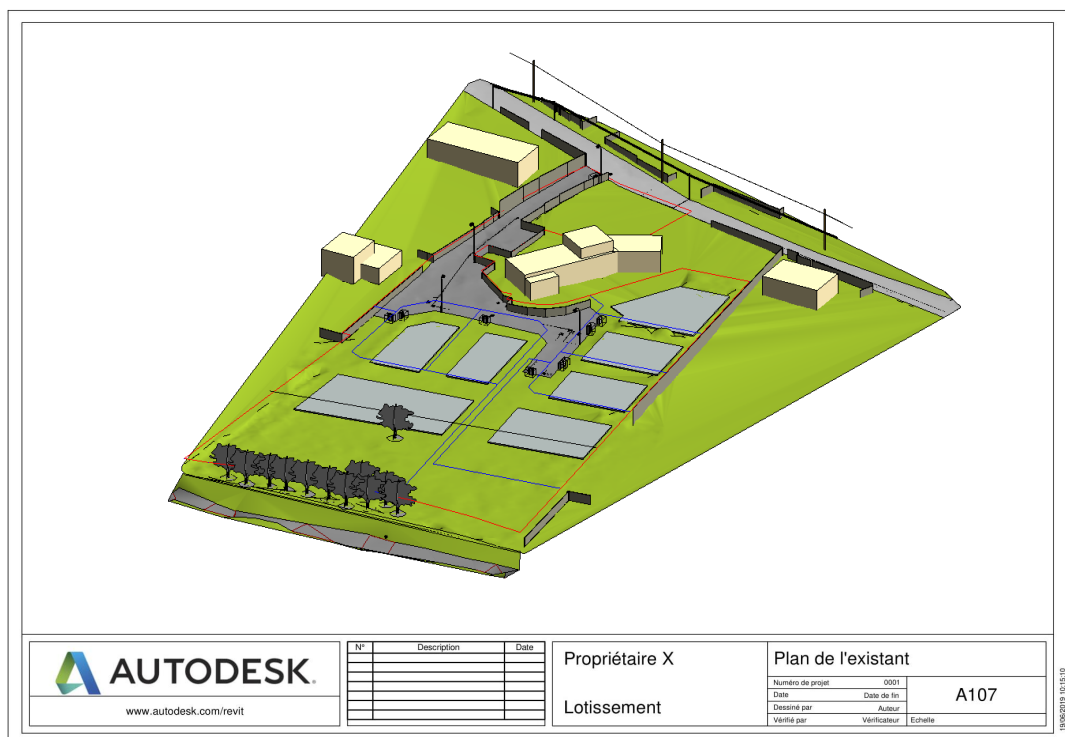 AUTODESK.
www.autodesk.com/revit
N° Description Date
Propriétaire X
Lotissement
Plan de l'existant
Numéro de projet 0001
Date Date de fin
Dessiné par Auteur
Vérifié par Vérificateur
A107
Echelle
19/06/2019 10:15:10